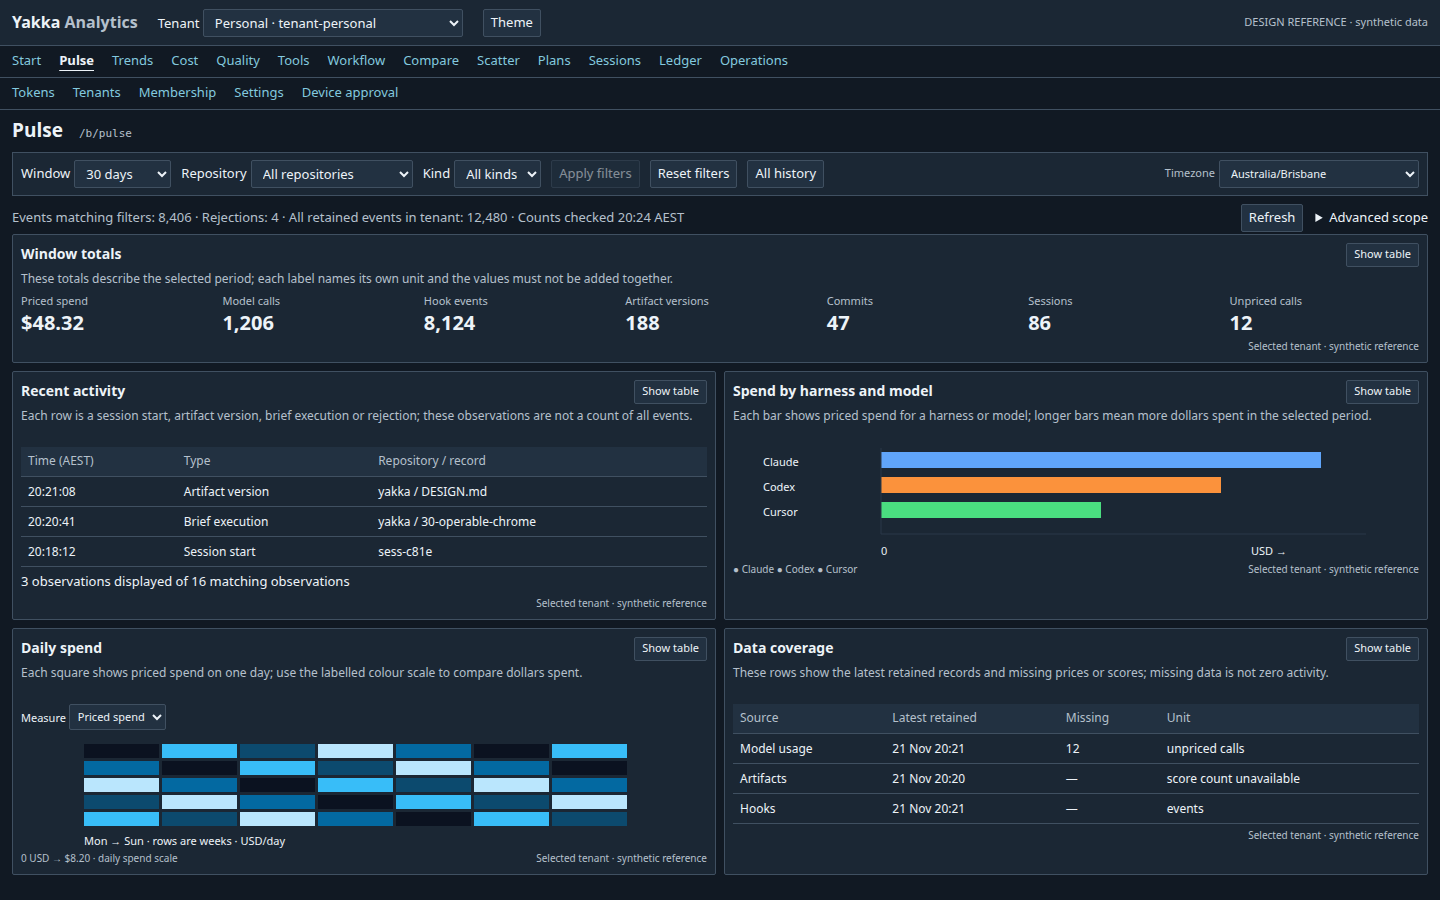 Yakka Analytics Tenant Personal · tenant-personal Theme DESIGN REFERENCE · synthetic data
Start Pulse Trends Cost Quality Tools Workflow Compare Scatter Plans Sessions Ledger Operations
Tokens Tenants Membership Settings Device approval
Pulse /b/pulse
Window 30 days Repository All repositories Kind All kinds Apply filters Reset filters All history Timezone Australia/Brisbane
Events matching filters: 8,406 · Rejections: 4 · All retained events in tenant: 12,480 · Counts checked 20:24 AEST Refresh ▶ Advanced scope
Window totals Show table
These totals describe the selected period; each label names its own unit and the values must not be added together.
Priced spend Model calls Hook events Artifact versions Commits Sessions Unpriced calls
$48.32 1,206 8,124 188 47 86 12
Selected tenant · synthetic reference
Recent activity Show table
Each row is a session start, artifact version, brief execution or rejection; these observations are not a count of all events.
Time (AEST) Type Repository / record
20:21:08 Artifact version yakka / DESIGN.md
20:20:41 Brief execution yakka / 30-operable-chrome
20:18:12 Session start sess-c81e
3 observations displayed of 16 matching observations
Selected tenant · synthetic reference
Spend by harness and model Show table
Each bar shows priced spend for a harness or model; longer bars mean more dollars spent in the selected period.
Claude
Codex
Cursor
0 USD →
● Claude ● Codex ● Cursor Selected tenant · synthetic reference
Daily spend Show table
Each square shows priced spend on one day; use the labelled colour scale to compare dollars spent.
Measure Priced spend
Mon → Sun · rows are weeks · USD/day
0 USD → $8.20 · daily spend scale Selected tenant · synthetic reference
Data coverage Show table
These rows show the latest retained records and missing prices or scores; missing data is not zero activity.
Source Latest retained Missing Unit
Model usage 21 Nov 20:21 12 unpriced calls
Artifacts 21 Nov 20:20 — score count unavailable
Hooks 21 Nov 20:21 — events
Selected tenant · synthetic reference